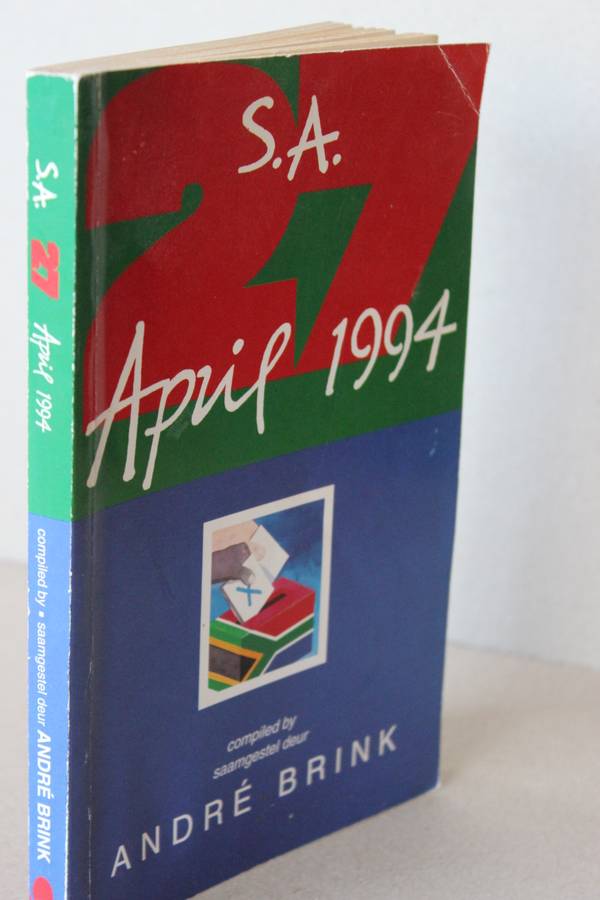 S.A. 27 April 1994 compiled by • saamgestel deur ANDRÉ BRINK
S.A.
27
April 1994
compiled by
saamgestel deur
ANDRÉ BRINK